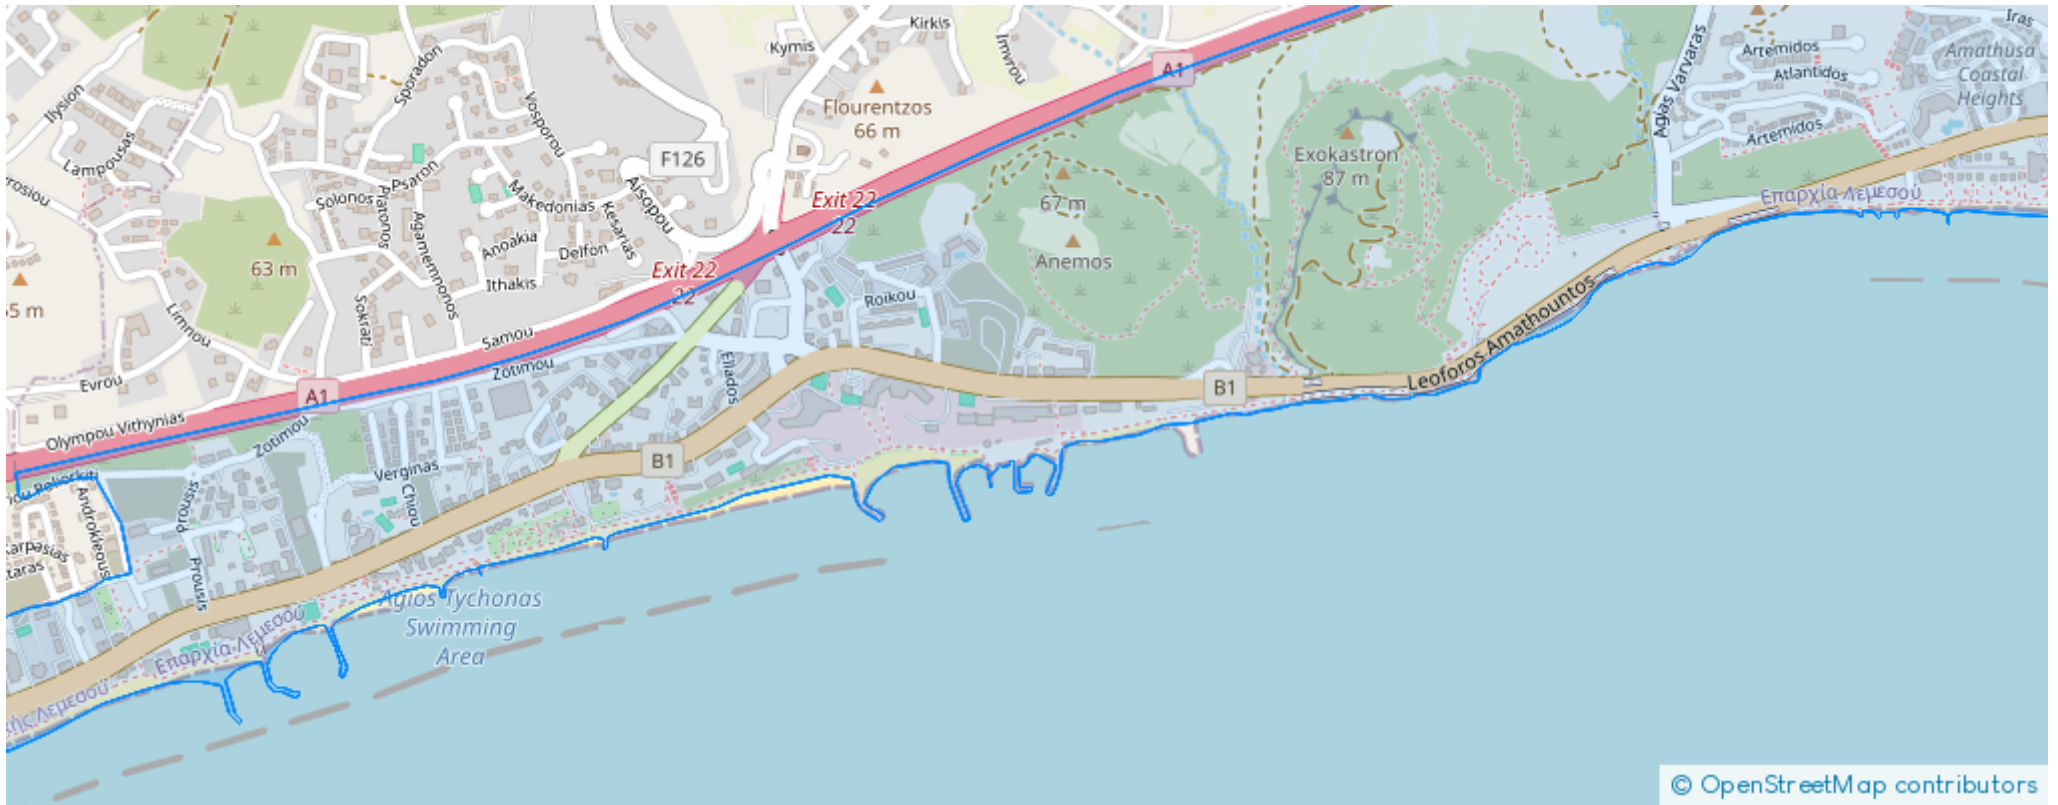 Kirkis
Iras
Kymis
Imvrou
Artemidos
Amathusa
Coastal
Heights
Sporadon
A1
Atlantidos
Ilysion
Vosporou
Flourentzos
66 m
Agias Varvaras
Artemidos
Lampousas
F126
Exokastron
87 m
Psaron
Solonos
Platonos
Makedonias
Aisopou
Kesarias
Exit 22
22
67 m
Επαρχία Λεμεσού
Agamemnonos
Anoakia
Delfon
63 m
Anemos
Exit 22
22
Ithakis
Roikou
5 m
Limnou
Sokrati
Samou
Zotimou
Eliados
Leoforos Amathountos
Evrou
A1
B1
Olympou Vithynias
Zotimou
B1
Verginas
Chiou
Prousis
Androkleous
Karpasias
taras
Prousis
Agios Tychonas
Swimming
Area
Επαρχία Λεμεσού
Λεμεσού
© OpenStreetMap contributors